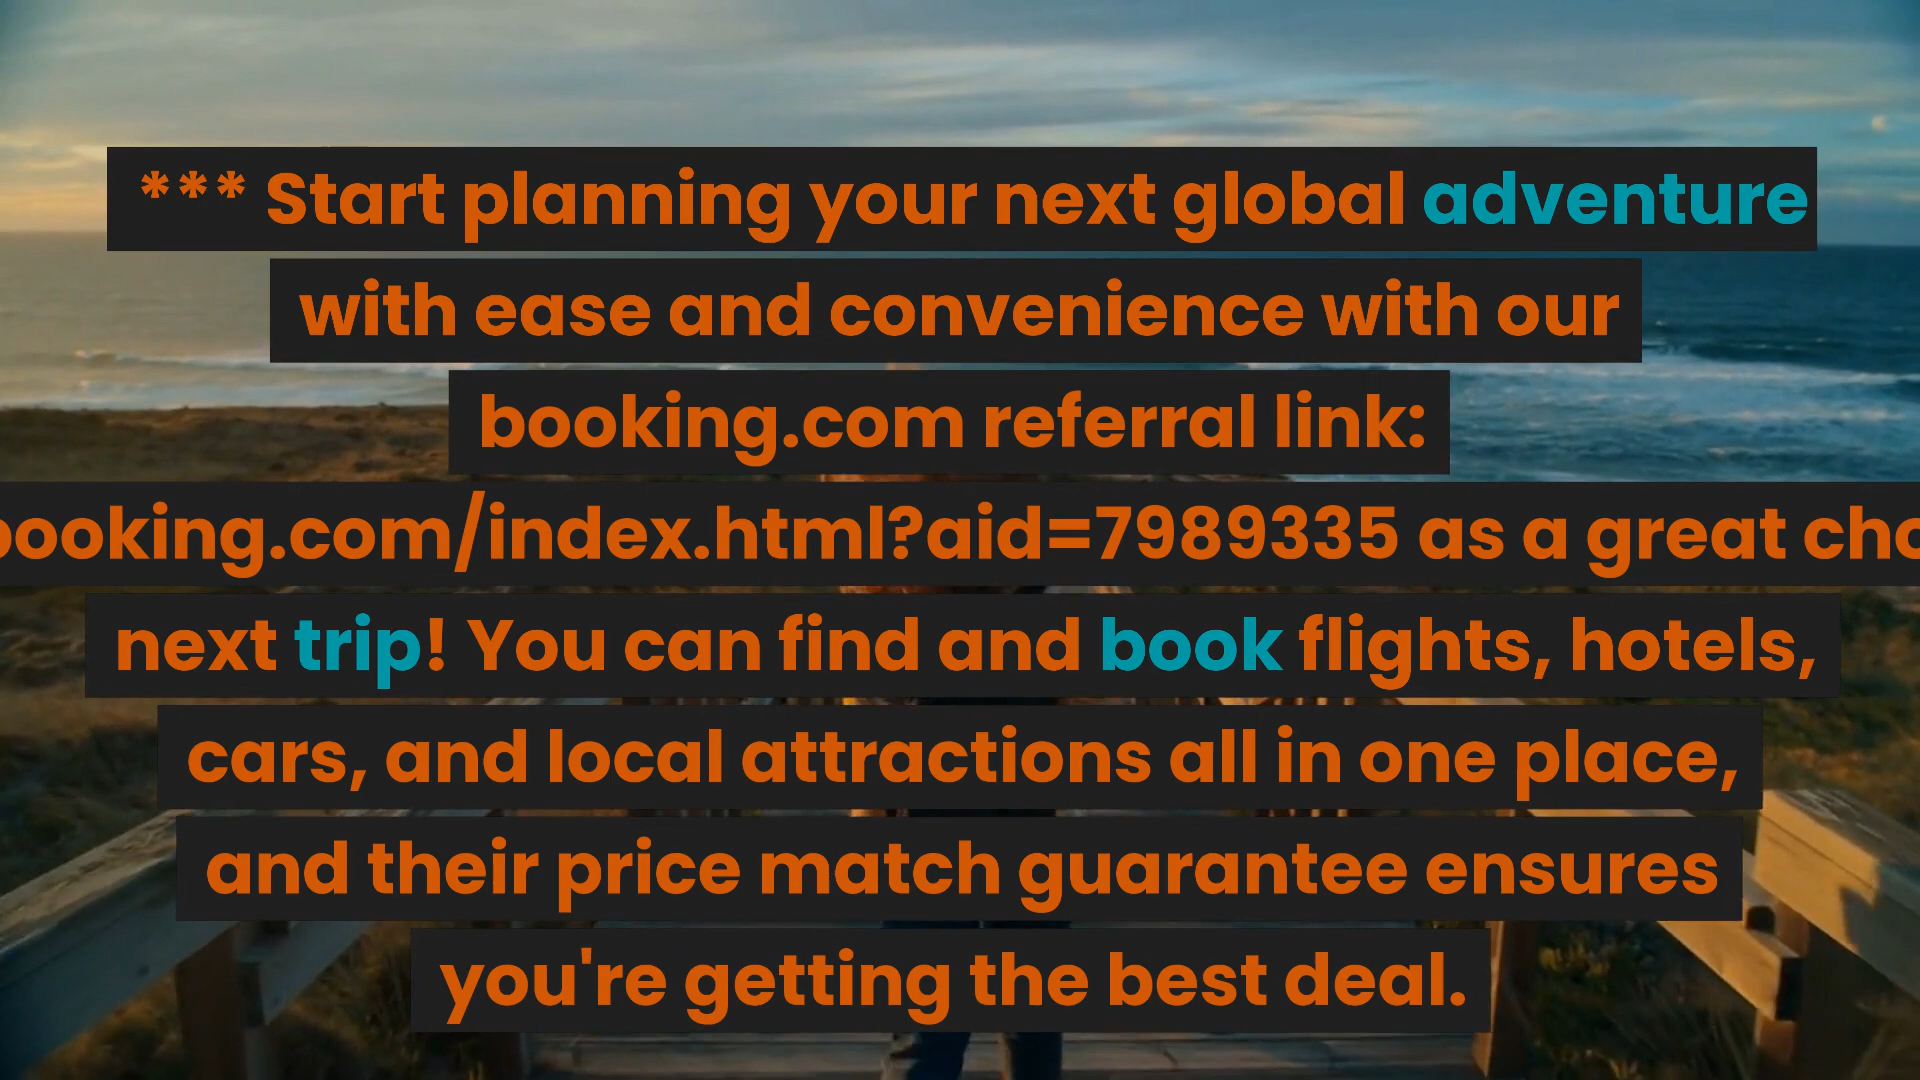 *** Start planning your next global adventure
with ease and convenience with our
booking.com referral link:
booking.com/index.html?aid=7989335 as a great
next trip! You can find and book flights, hotels,
cars, and local attractions all in one place,
and their price match guarantee ensures
you're getting the best deal.